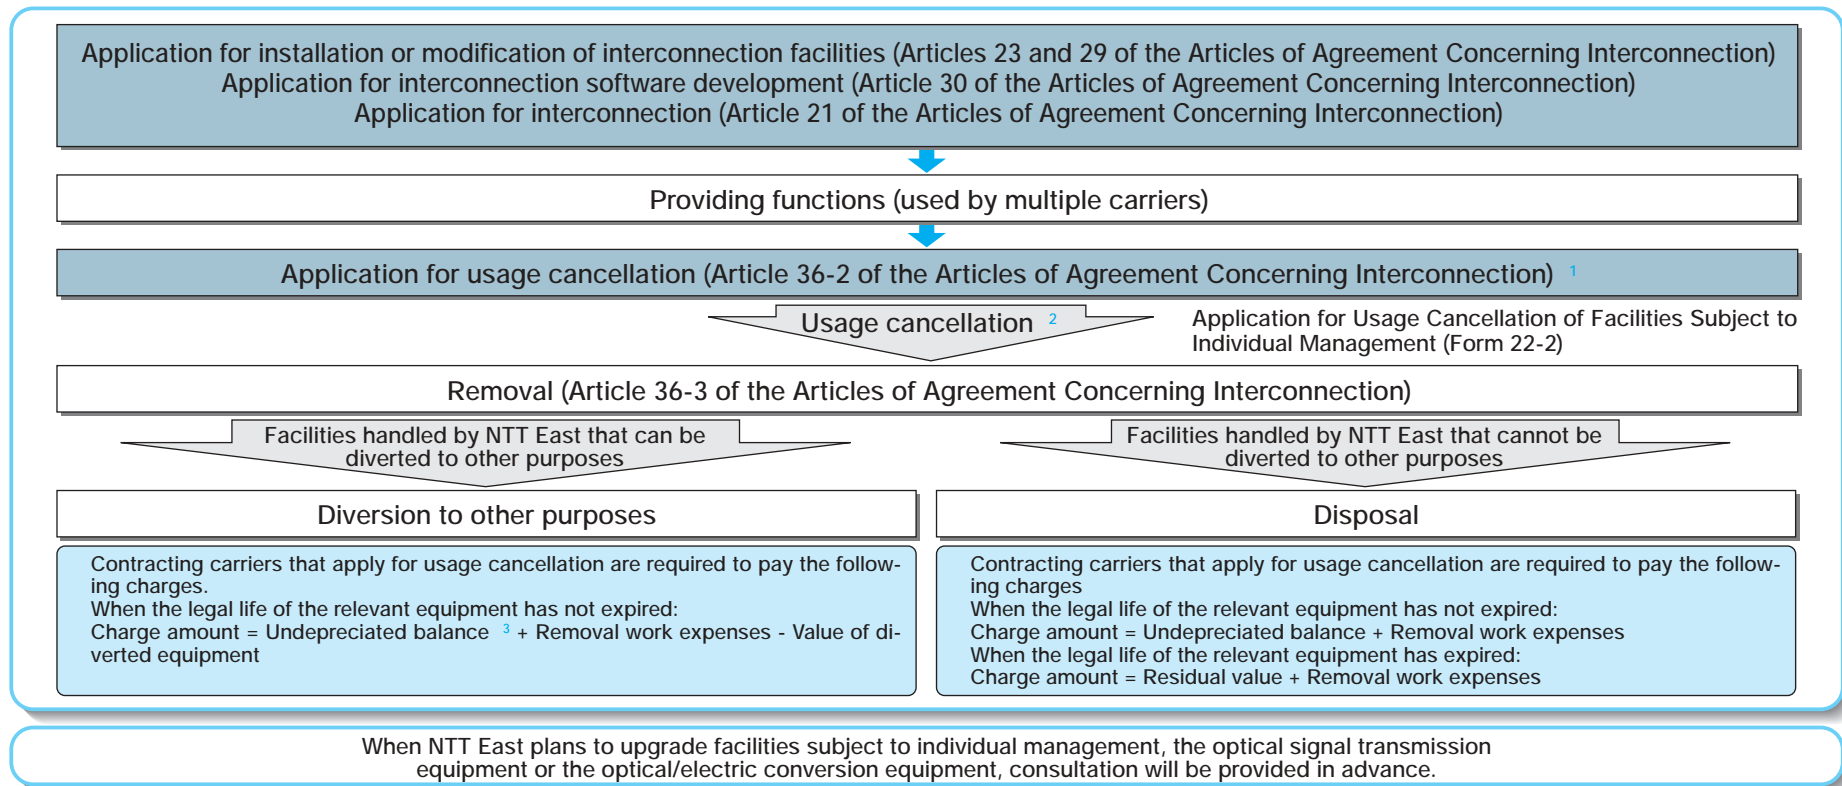 Application for installation or modification of interconnection facilities (Articles 23 and 29 of the Articles of Agreement Concerning Interconnection)
Application for interconnection software development (Article 30 of the Articles of Agreement Concerning Interconnection)
Application for interconnection (Article 21 of the Articles of Agreement Concerning Interconnection)
Providing functions (used by multiple carriers)
Application for usage cancellation (Article 36-2 of the Articles of Agreement Concerning Interconnection) 1
Usage cancellation 2
Application for Usage Cancellation of Facilities Subject to
Individual Management (Form 22-2)
Removal (Article 36-3 of the Articles of Agreement Concerning Interconnection)
Facilities handled by NTT East that can be
diverted to other purposes
Diversion to other purposes
Contracting carriers that apply for usage cancellation are required to pay the follow-
ing charges.
When the legal life of the relevant equipment has not expired:
Charge amount = Undepreciated balance 3 + Removal work expenses - Value of di-
verted equipment
Facilities handled by NTT East that cannot be
diverted to other purposes
Disposal
Contracting carriers that apply for usage cancellation are required to pay the follow-
ing charges
When the legal life of the relevant equipment has not expired:
Charge amount = Undepreciated balance + Removal work expenses
When the legal life of the relevant equipment has expired:
Charge amount = Residual value + Removal work expenses
When NTT East plans to upgrade facilities subject to individual management, the optical signal transmission
equipment or the optical/electric conversion equipment, consultation will be provided in advance.